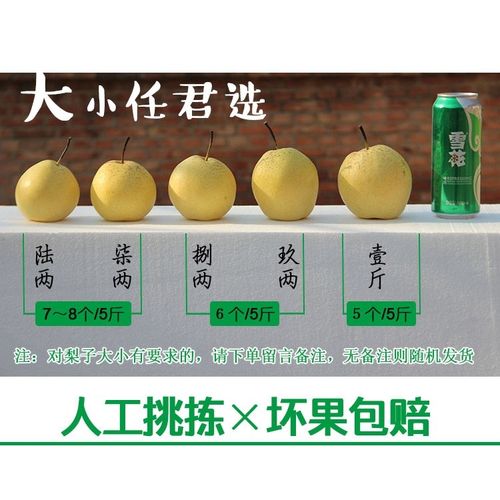 大小任君选
雪花
陆两
柒两
捌两
玖两
壹斤
7～8个/5斤
6个/5斤
5个/5斤
注：对梨子大小有要求的，请下单留言备注，无备注则随机发货
人工挑拣×坏果包赔